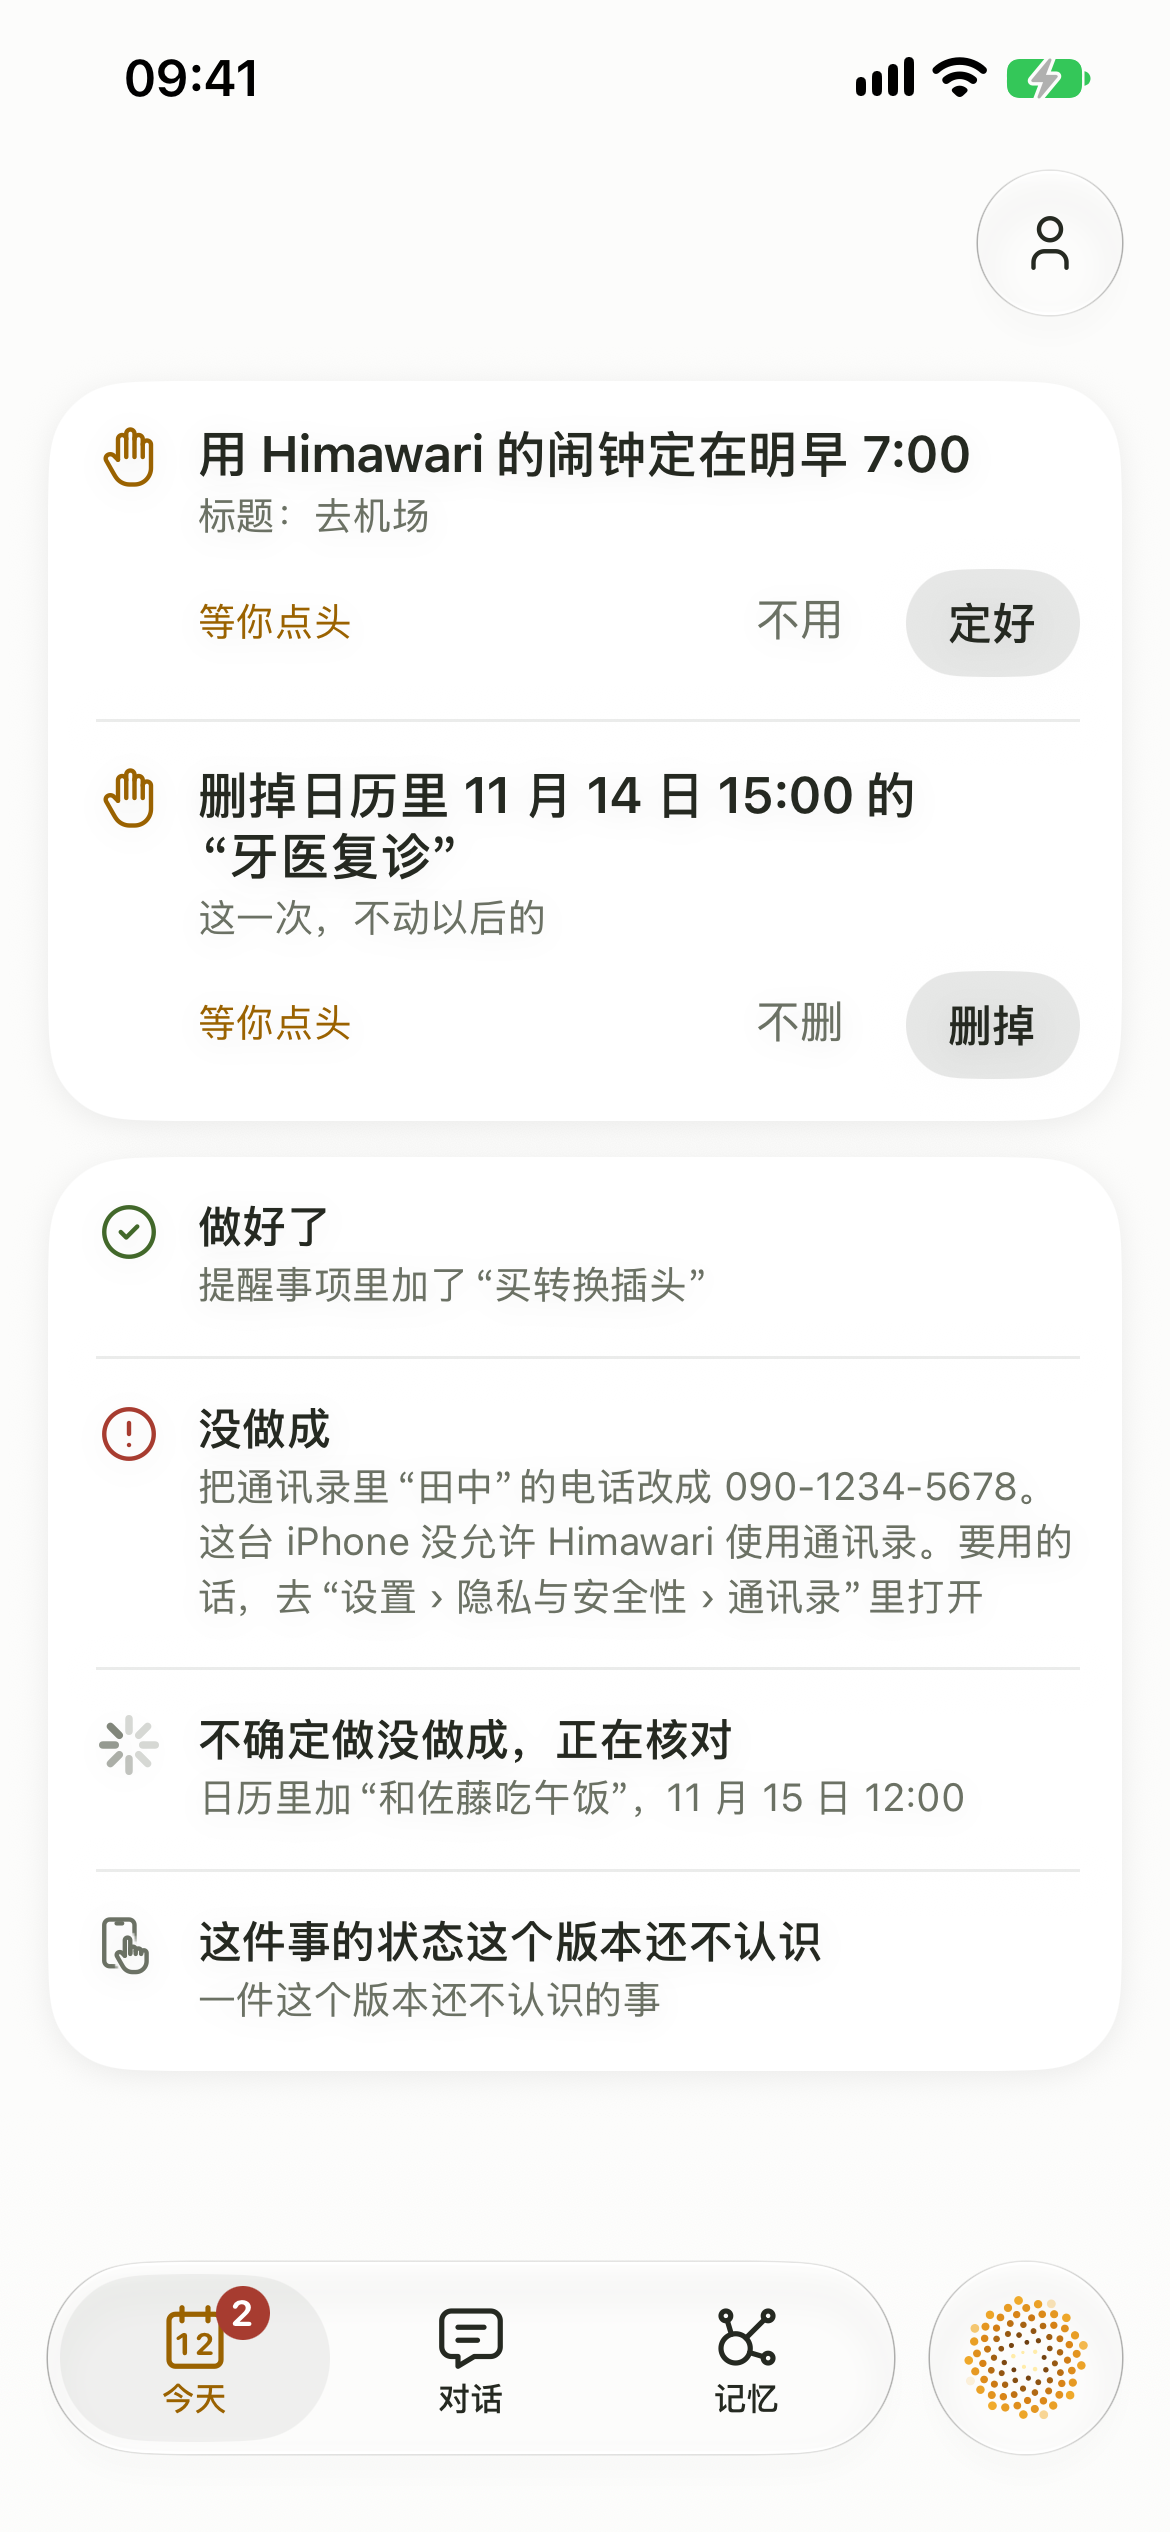 09:41
用 Himawari 的闹钟定在明早 7:00
标题：去机场
等你点头
不用
定好
删掉日历里 11 月 14 日 15:00 的
“牙医复诊”
这一次，不动以后的
等你点头
不删
删掉
做好了
提醒事项里加了“买转换插头”
没做成
把通讯录里“田中”的电话改成 090-1234-5678。
这台 iPhone 没允许 Himawari 使用通讯录。要用的
话，去“设置 › 隐私与安全性 › 通讯录”里打开
不确定做没做成，正在核对
日历里加“和佐藤吃午饭”，11 月 15 日 12:00
这件事的状态这个版本还不认识
一件这个版本还不认识的事
12
2
今天
对话
记忆